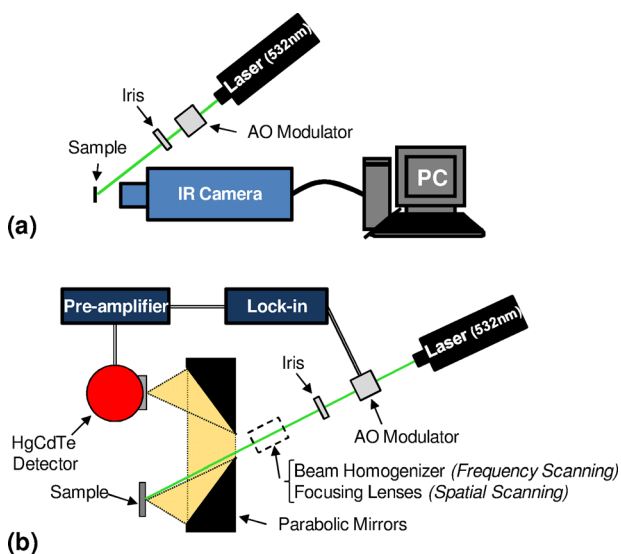 Laser (532nm)
Iris
AO Modulator
Sample
IR Camera
PC
(a)
Pre-amplifier
Lock-in
Laser (532nm)
Iris
AO Modulator
HgCdTe
Detector
Beam Homogenizer (Frequency Scanning)
Focusing Lenses (Spatial Scanning)
Sample
Parabolic Mirrors
(b)